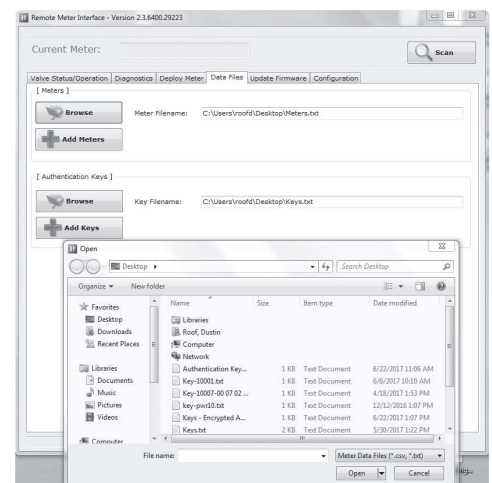 Remote Meter Interface - Version 2.3.6400.29223
Current Meter:
Scan
Valve Status/Operation Diagnostics Deploy Meter Data Files Update Firmware Configuration
[ Meters ]
Browse Meter Filename: C:\Users\roofd\Desktop\Meters.txt
Add Meters
[ Authentication Keys ]
Browse Key Filename: C:\Users\roofd\Desktop\Keys.txt
Add Keys
Open
Desktop Search Desktop
Organize New folder
Name Size Item type Date modified
Favorites
Desktop
Downloads
Recent Places
Libraries
Documents
Music
Pictures
Videos
Computer
Libraries
Roof, Dustin
Computer
Network
Authentication Key... 1 KB Text Document 6/22/2017 11:06 AM
Key-10001.txt 1 KB Text Document 6/6/2017 10:10 AM
Key-10007-00 07 02 ... 1 KB Text Document 4/18/2017 1:53 PM
key-pwr10.txt 1 KB Text Document 12/12/2016 1:07 PM
Keys - Encrypted A... 1 KB Text Document 6/22/2017 1:07 PM
Keys.txt 2 KB Text Document 5/30/2017 1:22 PM
File name: Meter Data Files (*.csv, *.txt)
Open Cancel